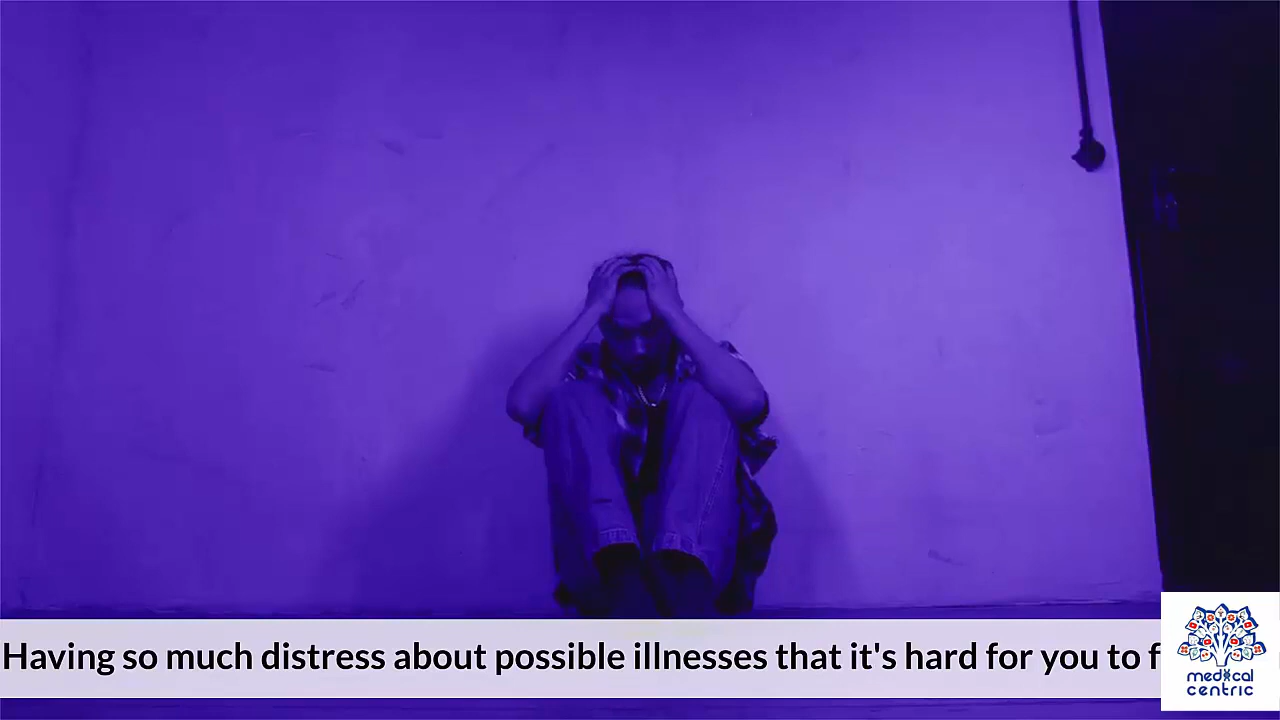 Having so much distress about possible illnesses that it's hard for you to f
medical
centric